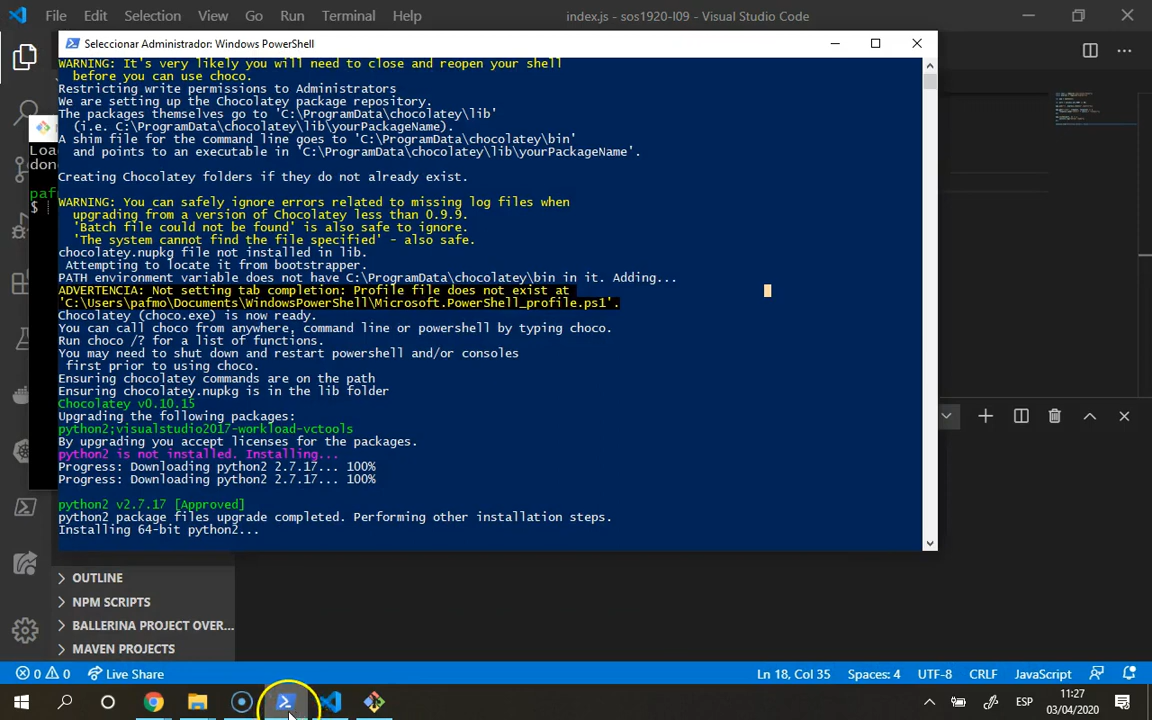 File Edit Selection View Go Run Terminal Help index.js - sos1920-l09 - Visual Studio Code
Seleccionar Administrador: Windows PowerShell
WARNING: It's very likely you will need to close and reopen your shell
before you can use choco.
Restricting write permissions to Administrators
We are setting up the Chocolatey package repository.
The packages themselves go to 'C:\ProgramData\chocolatey\lib'
(i.e. C:\ProgramData\chocolatey\lib\yourPackageName).
A shim file for the command line goes to 'C:\ProgramData\chocolatey\bin'
and points to an executable in 'C:\ProgramData\chocolatey\lib\yourPackageName'.
Creating Chocolatey folders if they do not already exist.
WARNING: You can safely ignore errors related to missing log files when
upgrading from a version of Chocolatey less than 0.9.9.
'Batch file could not be found' is also safe to ignore.
'The system cannot find the file specified' - also safe.
chocolatey.nupkg file not installed in lib.
Attempting to locate it from bootstrapper.
PATH environment variable does not have C:\ProgramData\chocolatey\bin in it. Adding...
ADVERTENCIA: Not setting tab completion: Profile file does not exist at
'C:\Users\pafmo\Documents\WindowsPowerShell\Microsoft.PowerShell_profile.ps1'.
Chocolatey (choco.exe) is now ready.
You can call choco from anywhere, command line or powershell by typing choco.
Run choco /? for a list of functions.
You may need to shut down and restart powershell and/or consoles
first prior to using choco.
Ensuring chocolatey commands are on the path
Ensuring chocolatey.nupkg is in the lib folder
Chocolatey v0.10.15
Upgrading the following packages:
python2;visualstudio2017-workload-vctools
By upgrading you accept licenses for the packages.
python2 is not installed. Installing...
Progress: Downloading python2 2.7.17... 100%
Progress: Downloading python2 2.7.17... 100%
python2 v2.7.17 [Approved]
python2 package files upgrade completed. Performing other installation steps.
Installing 64-bit python2...
Loa
done
paf
$
OUTLINE
NPM SCRIPTS
BALLERINA PROJECT OVER...
MAVEN PROJECTS
0 0 Live Share Ln 18, Col 35 Spaces: 4 UTF-8 CRLF JavaScript
ESP 11:27
03/04/2020